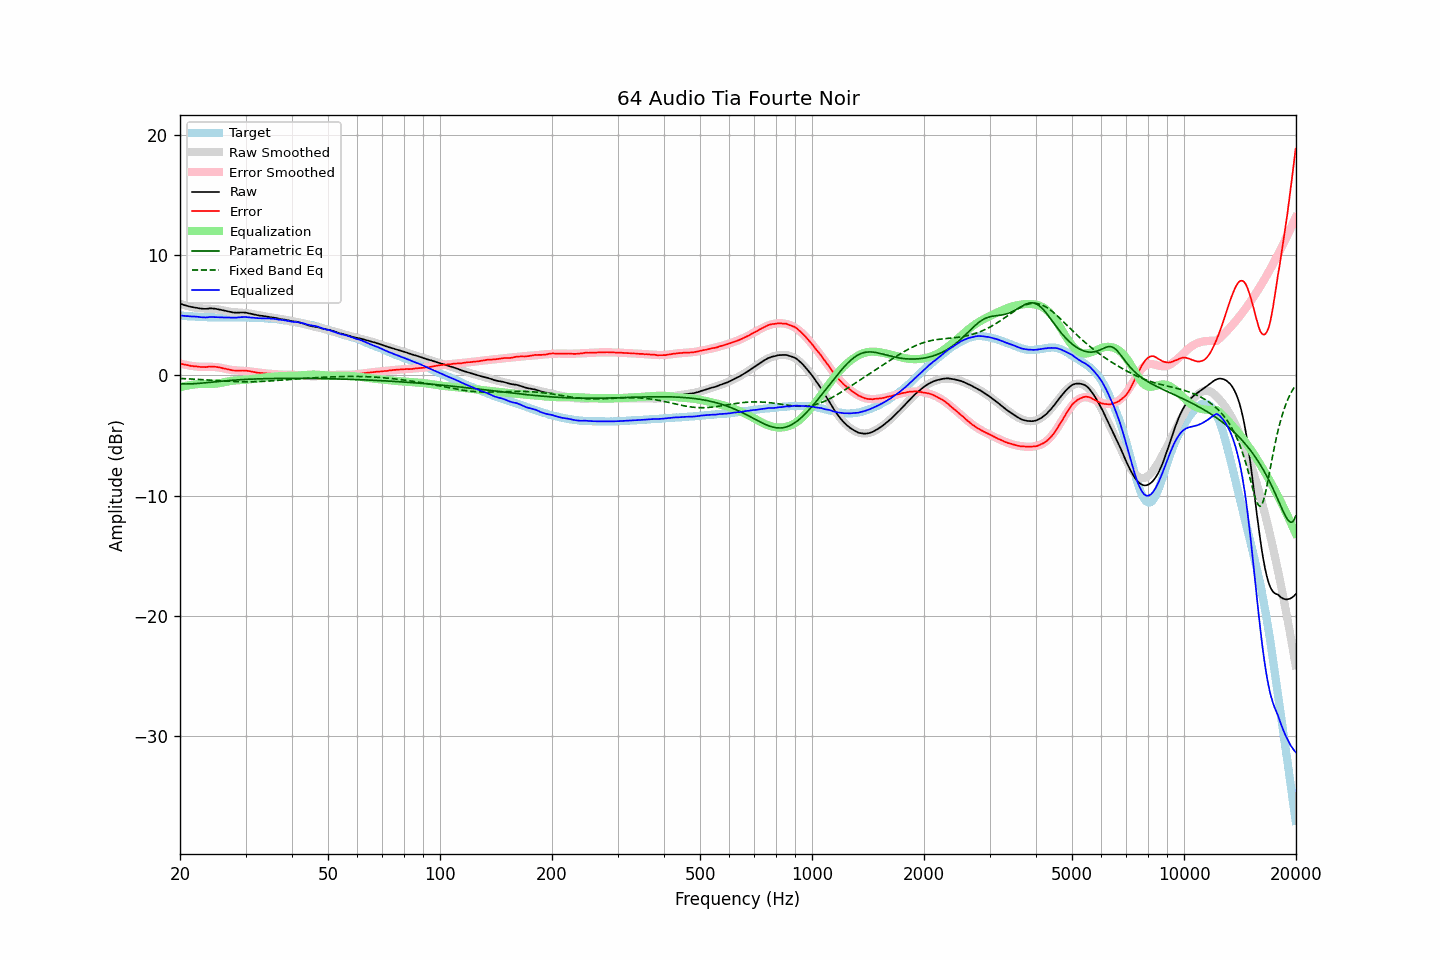 64 Audio Tia Fourte Noir
Target
Raw Smoothed
Error Smoothed
Raw
Error
Equalization
Parametric Eq
Fixed Band Eq
Equalized
20
10
0
−10
−20
−30
Amplitude (dBr)
20
50
100
200
500
1000
2000
5000
10000
20000
Frequency (Hz)